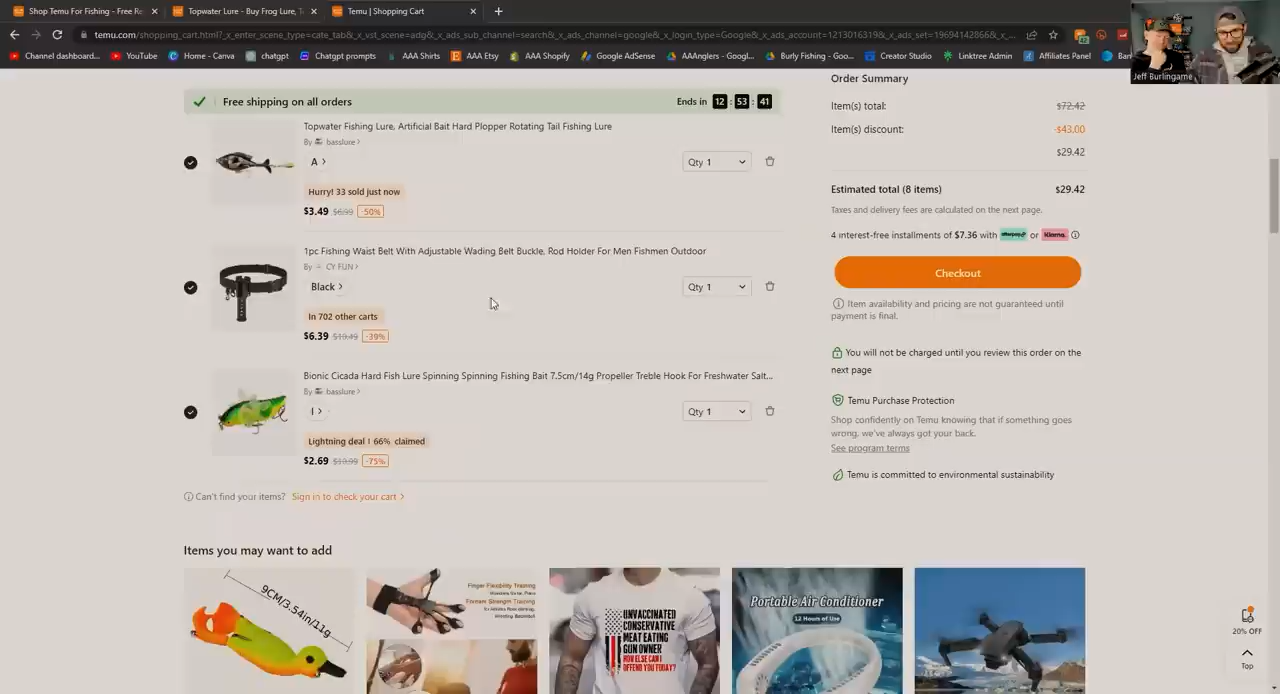 Shop Temu For Fishing - Free Re
Topwater Lure - Buy Frog Lure, T
Temu | Shopping Cart
temu.com/shopping_cart.html?_x_enter_scene_type=cate_tab&_x_vst_scene=adg&_x_ads_sub_channel=search&_x_ads_channel=google&_x_login_type=Google&_x_ads_account=1213016319&_x_ads_set=19694142866&_x_...
Channel dashboard...
YouTube
Home - Canva
chatgpt
Chatgpt prompts
AAA Shirts
AAA Etsy
AAA Shopify
Google AdSense
AAAnglers - Googl...
Burly Fishing - Goo...
Creator Studio
Linktree Admin
Affiliates Panel
Jeff Burlingame
Free shipping on all orders
Ends in 12 : 53 : 41
Topwater Fishing Lure, Artificial Bait Hard Plopper Rotating Tail Fishing Lure
By basslure >
A >
Qty 1
Hurry! 33 sold just now
$3.49 $6.99 -50%
1pc Fishing Waist Belt With Adjustable Wading Belt Buckle, Rod Holder For Men Fishmen Outdoor
By CY FUN >
Black >
Qty 1
In 702 other carts
$6.39 $10.49 -39%
Bionic Cicada Hard Fish Lure Spinning Spinning Fishing Bait 7.5cm/14g Propeller Treble Hook For Freshwater Salt...
By basslure >
I >
Qty 1
Lightning deal | 66% claimed
$2.69 $10.99 -75%
Can't find your items? Sign in to check your cart >
Order Summary
Item(s) total: $72.42
Item(s) discount: -$43.00
$29.42
Estimated total (8 items) $29.42
Taxes and delivery fees are calculated on the next page.
4 interest-free installments of $7.36 with afterpay or Klarna.
Checkout
Item availability and pricing are not guaranteed until
payment is final.
You will not be charged until you review this order on the
next page
Temu Purchase Protection
Shop confidently on Temu knowing that if something goes
wrong, we've always got your back.
See program terms
Temu is committed to environmental sustainability
Items you may want to add
9CM/3.54in/11g
Finger Flexibility Training
UNVACCINATED
CONSERVATIVE
MEAT EATING
GUN OWNER
HOW ELSE CAN I
OFFEND YOU TODAY?
Portable Air Conditioner
12 Hours of Use
20% OFF
Top